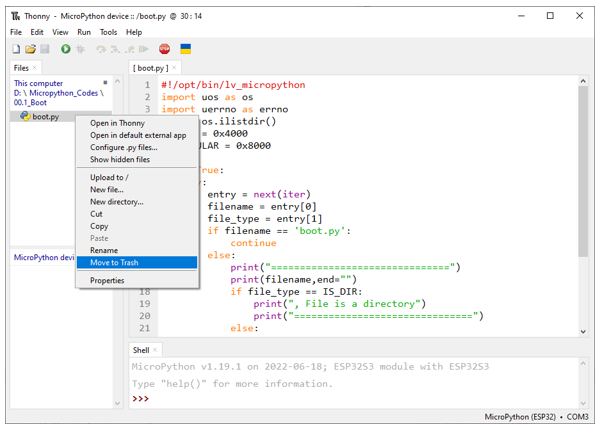 Thonny - MicroPython device :: /boot.py @ 30 : 14
File Edit View Run Tools Help
STOP
Files
This computer
D: \ Micropython_Codes \
00.1_Boot
boot.py
Open in Thonny
Open in default external app
Configure .py files...
Show hidden files
Upload to /
New file...
New directory...
Cut
Copy
Paste
Rename
Move to Trash
Properties
MicroPython devi
[ boot.py ]
1 #!/opt/bin/lv_micropython
2 import uos as os
3 import uerrno as errno
os.ilistdir()
= 0x4000
ULAR = 0x8000
rue:
:
entry = next(iter)
filename = entry[0]
file_type = entry[1]
if filename == 'boot.py':
continue
else:
print("===============================")
print(filename,end="")
18 if file_type == IS_DIR:
19 print(", File is a directory")
20 print("===============================")
21 else:
Shell
MicroPython v1.19.1 on 2022-06-18; ESP32S3 module with ESP32S3
Type "help()" for more information.
>>>
MicroPython (ESP32) • COM3